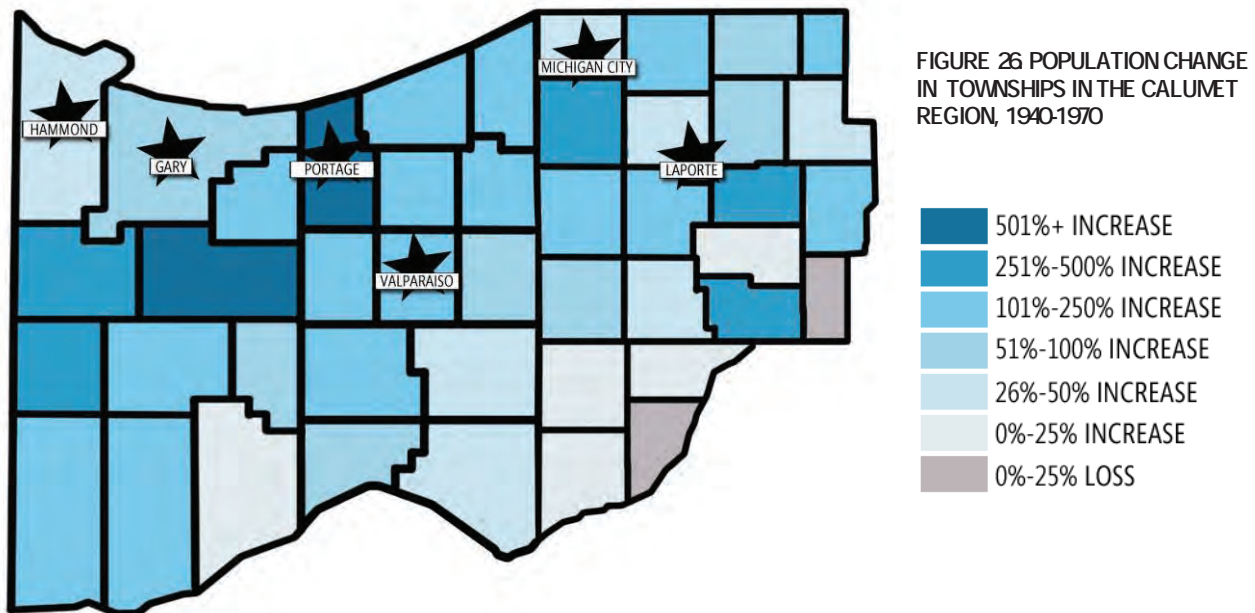 FIGURE 26 POPULATION CHANGE
IN TOWNSHIPS IN THE CALUMET
REGION, 1940-1970
MICHIGAN CITY
HAMMOND
GARY
PORTAGE
LAPORTE
VALPARAISO
501%+ INCREASE
251%-500% INCREASE
101%-250% INCREASE
51%-100% INCREASE
26%-50% INCREASE
0%-25% INCREASE
0%-25% LOSS